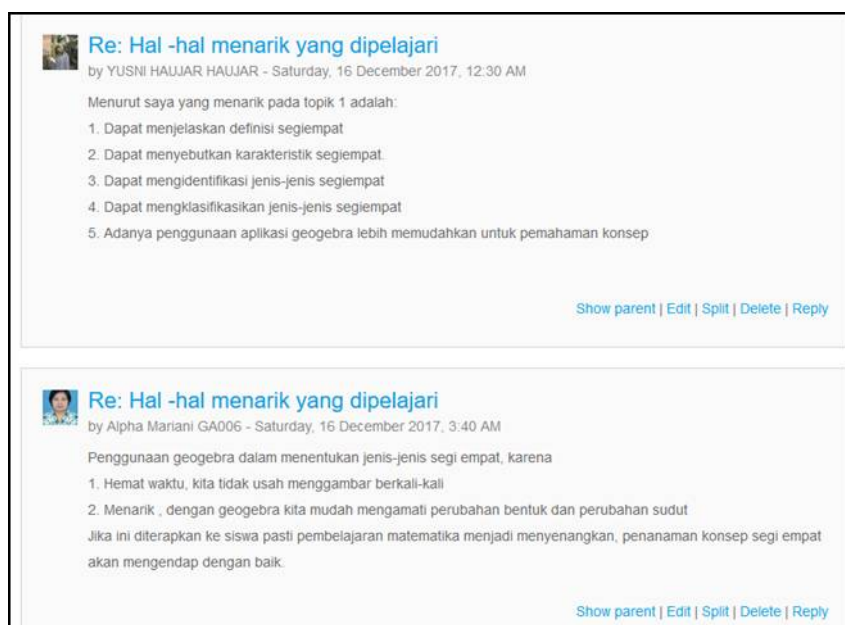 Re: Hal -hal menarik yang dipelajari
by YUSNI HAUJAR HAUJAR - Saturday, 16 December 2017, 12:30 AM
Menurut saya yang menarik pada topik 1 adalah:
1. Dapat menjelaskan definisi segiempat
2. Dapat menyebutkan karakteristik segiempat.
3. Dapat mengidentifikasi jenis-jenis segiempat
4. Dapat mengklasifikasikan jenis-jenis segiempat
5. Adanya penggunaan aplikasi geogebra lebih memudahkan untuk pemahaman konsep
Show parent | Edit | Split | Delete | Reply
Re: Hal -hal menarik yang dipelajari
by Alpha Mariani GA006 - Saturday, 16 December 2017, 3:40 AM
Penggunaan geogebra dalam menentukan jenis-jenis segi empat, karena
1. Hemat waktu, kita tidak usah menggambar berkali-kali
2. Menarik , dengan geogebra kita mudah mengamati perubahan bentuk dan perubahan sudut
Jika ini diterapkan ke siswa pasti pembelajaran matematika menjadi menyenangkan, penanaman konsep segi empat
akan mengendap dengan baik.
Show parent | Edit | Split | Delete | Reply